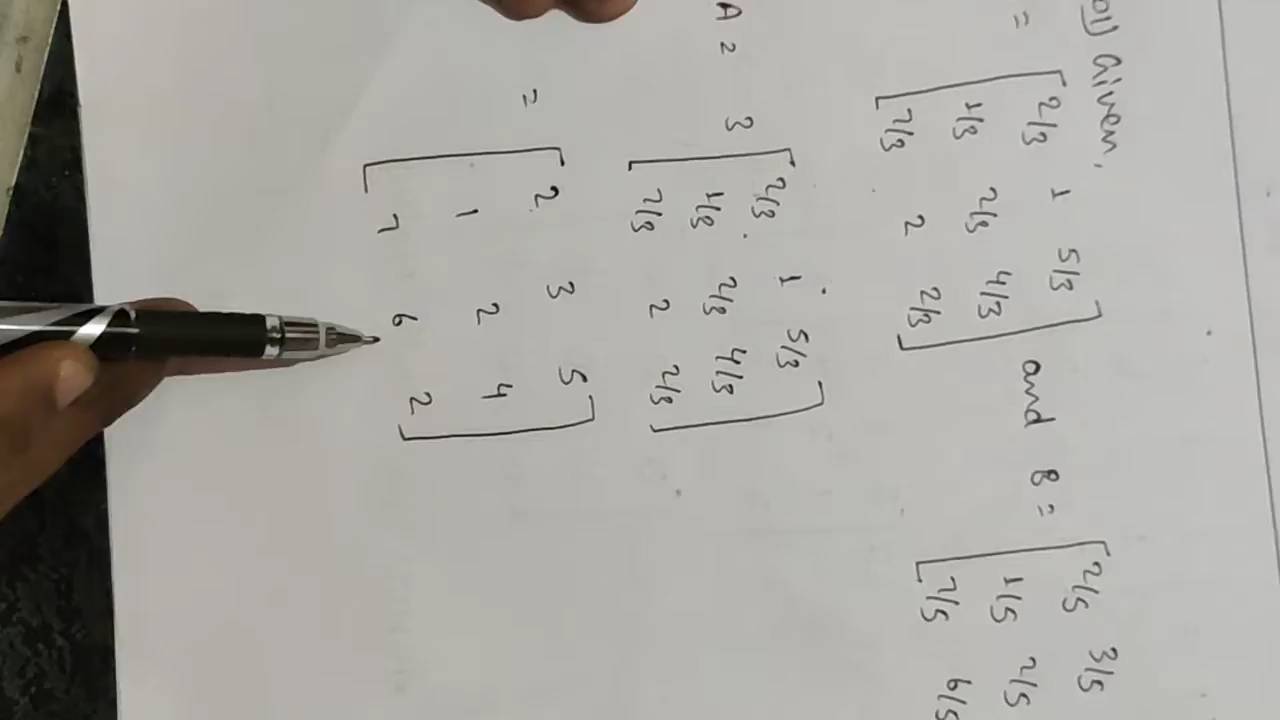 Given,
= [ 2/3 1 5/3 and B = [ 2/5 3/5
1/3 2/3 4/3 1/5 2/5
7/3 2 2/3 ] 7/5 6/5
A = 3 [ 2/3 1 5/3
1/3 2/3 4/3
7/3 2 2/3 ]
= [ 2 3 5
1 2 4
7 6 2 ]